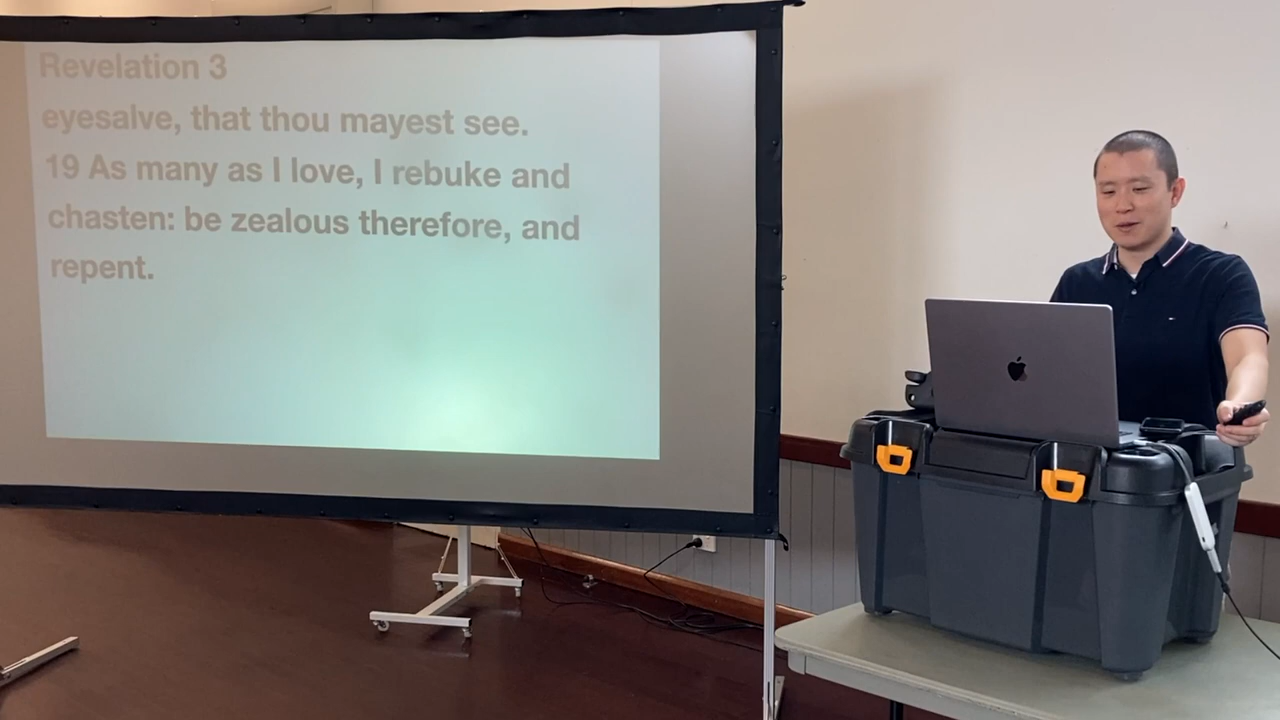 Revelation 3
eyesalve, that thou mayest see.
19 As many as I love, I rebuke and
chasten: be zealous therefore, and
repent.